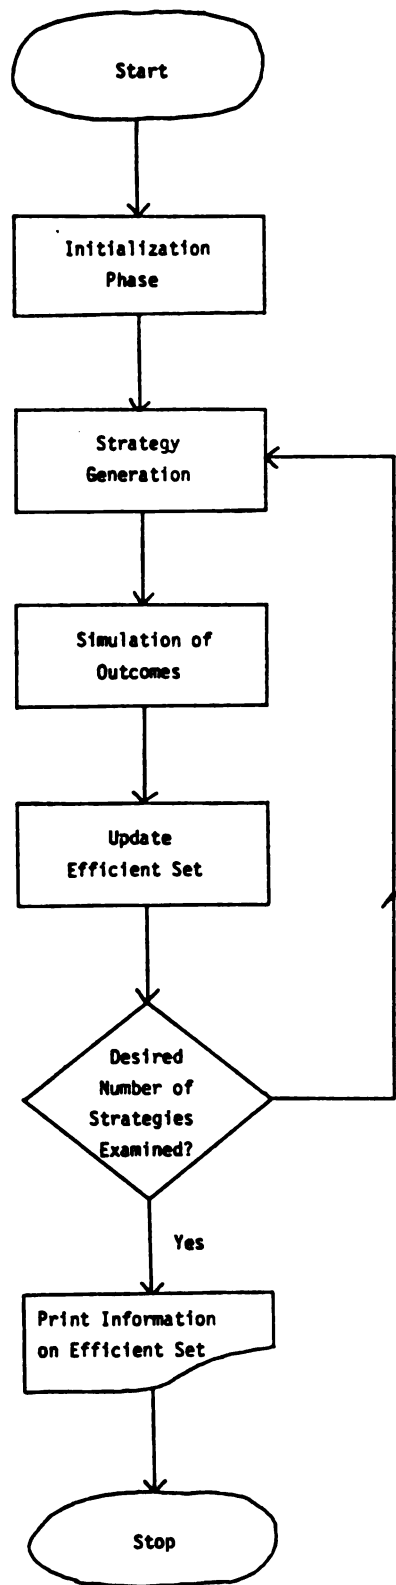 Start
Initialization
Phase
Strategy
Generation
Simulation of
Outcomes
Update
Efficient Set
Desired
Number of
Strategies
Examined?
Yes
Print Information
on Efficient Set
Stop